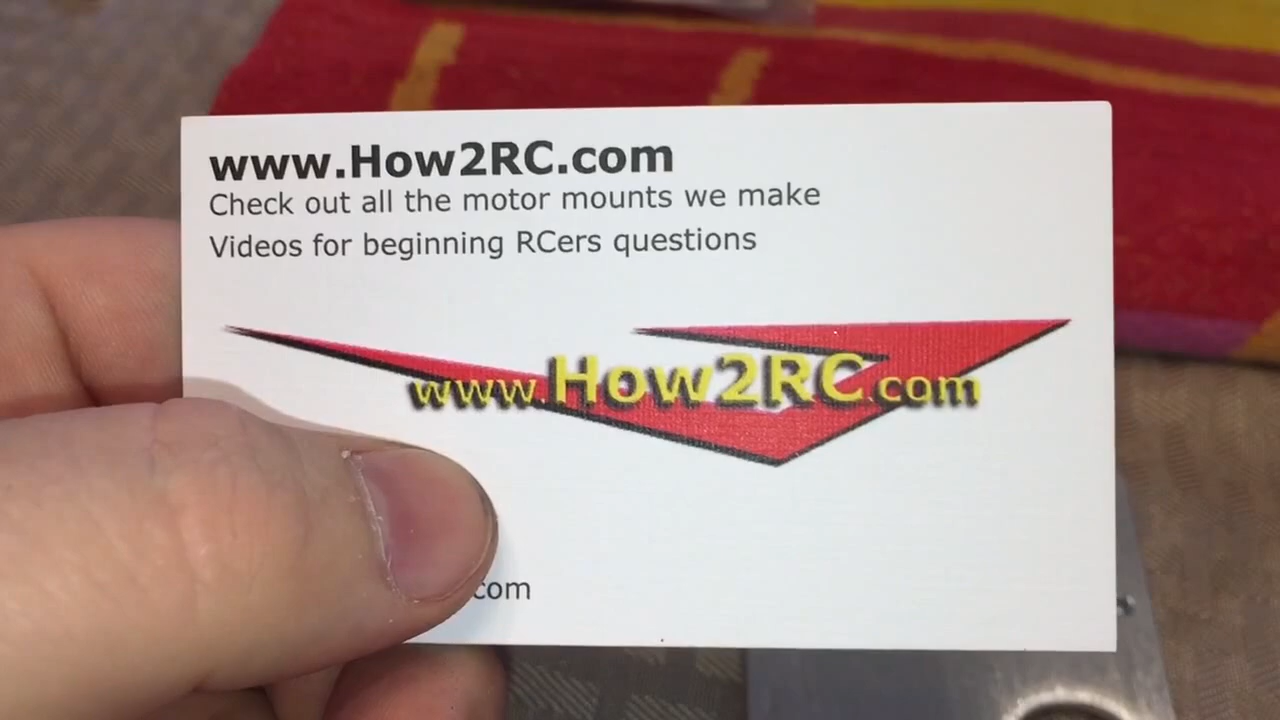 www.How2RC.com
Check out all the motor mounts we make
Videos for beginning RCers questions
www.How2RC.com
.com